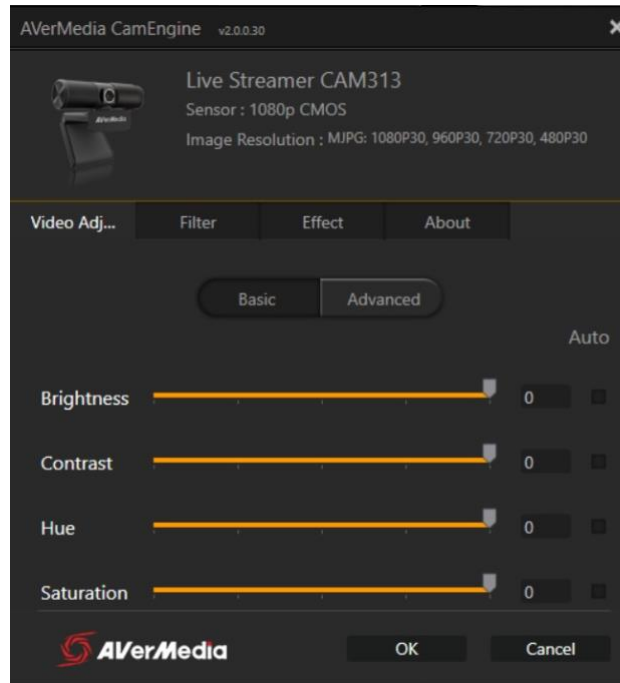 AVerMedia CamEngine v2.0.0.30
Live Streamer CAM313
Sensor : 1080p CMOS
Image Resolution : MJPG: 1080P30, 960P30, 720P30, 480P30
Video Adj... Filter Effect About
Basic Advanced
Auto
Brightness 0
Contrast 0
Hue 0
Saturation 0
AVerMedia OK Cancel